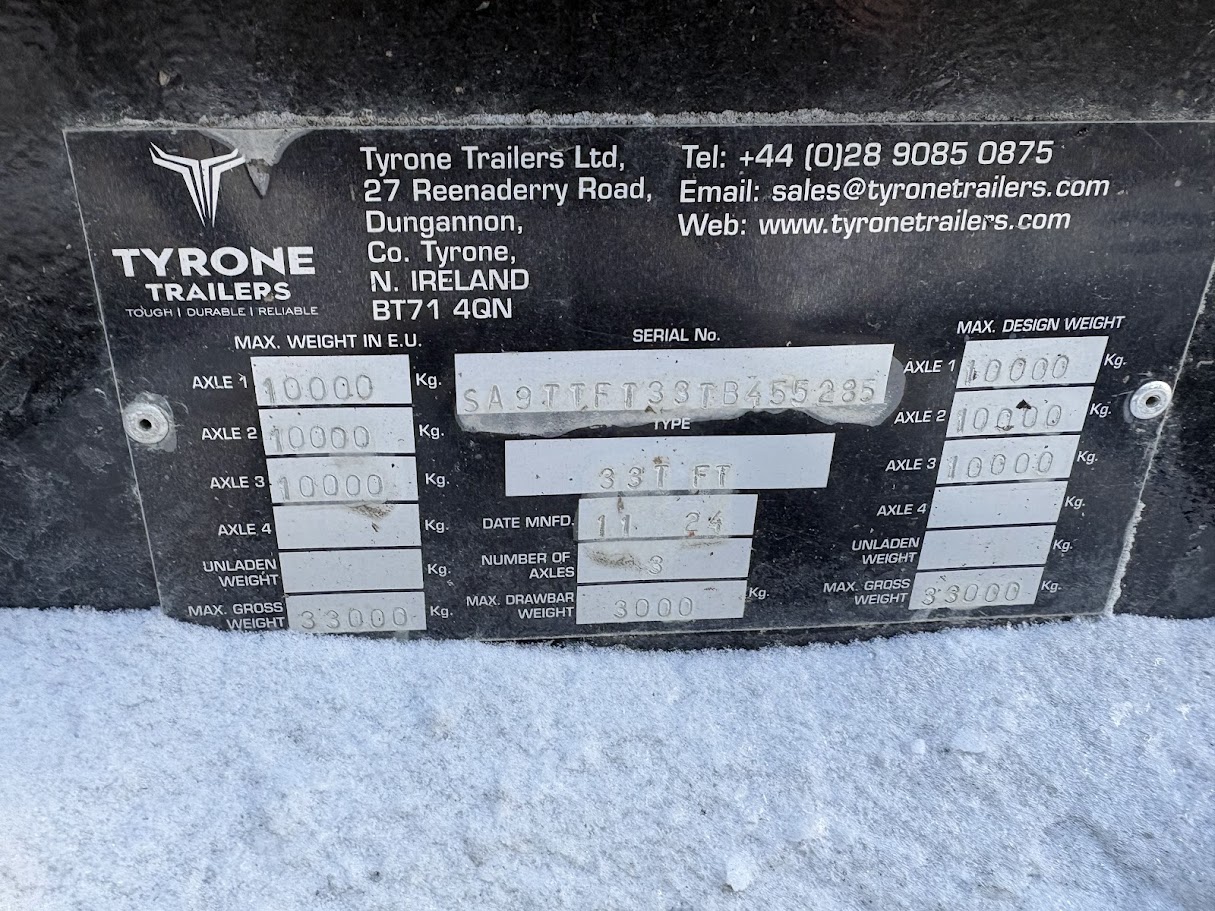 TYRONE
TRAILERS
TOUGH | DURABLE | RELIABLE
Tyrone Trailers Ltd,
27 Reenaderry Road,
Dungannon,
Co. Tyrone,
N. IRELAND
BT71 4QN
Tel: +44 (0)28 9085 0875
Email: sales@tyronetrailers.com
Web: www.tyronetrailers.com
MAX. WEIGHT IN E.U.
AXLE 1 10000 Kg.
AXLE 2 10000 Kg.
AXLE 3 10000 Kg.
AXLE 4 Kg.
UNLADEN
WEIGHT Kg.
MAX. GROSS
WEIGHT 33000 Kg.
SERIAL No.
SA9TTFT33TB455285
TYPE
33T FT
DATE MNFD. 11 24
NUMBER OF
AXLES 3
MAX. DRAWBAR
WEIGHT 3000 Kg.
MAX. DESIGN WEIGHT
AXLE 1 10000 Kg.
AXLE 2 10000 Kg.
AXLE 3 10000 Kg.
AXLE 4 Kg.
UNLADEN
WEIGHT Kg.
MAX. GROSS
WEIGHT 33000 Kg.